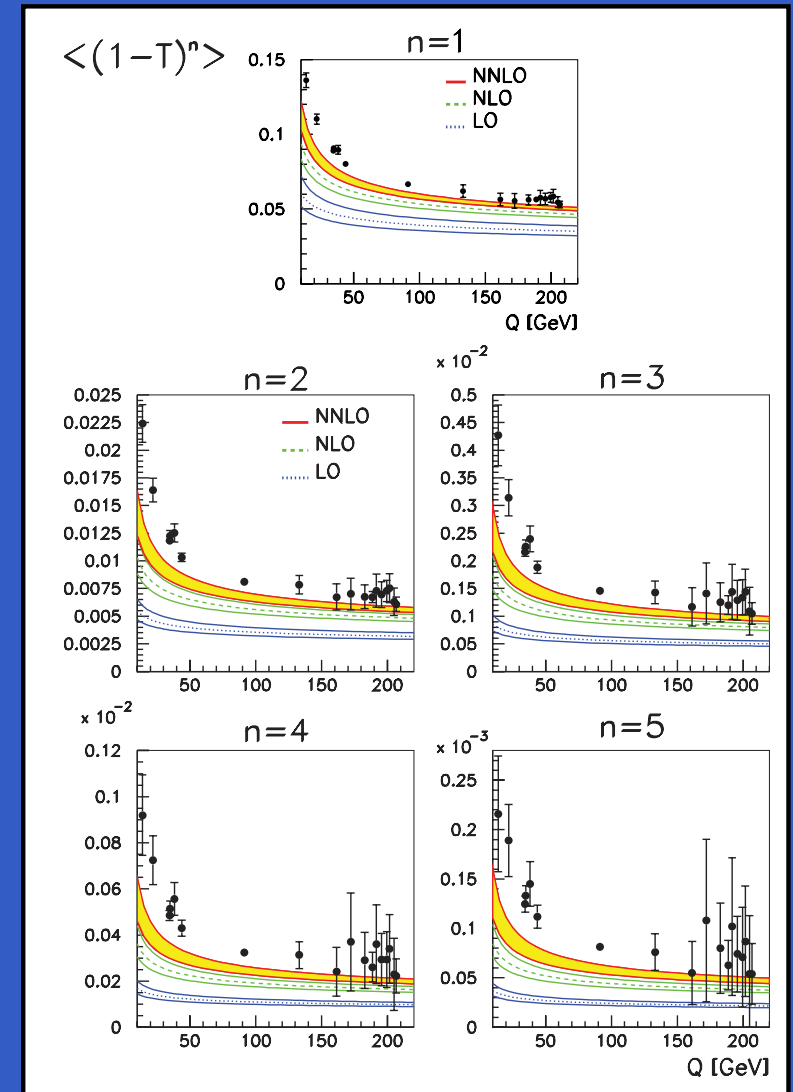 <(1−T)ⁿ>
n=1
0.15
0.1
0.05
0
NNLO
NLO
LO
50 100 150 200
Q [GeV]
n=2
0.025
0.0225
0.02
0.0175
0.015
0.0125
0.01
0.0075
0.005
0.0025
0
NNLO
NLO
LO
50 100 150 200
x 10⁻²
n=3
0.5
0.45
0.4
0.35
0.3
0.25
0.2
0.15
0.1
0.05
0
50 100 150 200
x 10⁻²
n=4
0.12
0.1
0.08
0.06
0.04
0.02
0
50 100 150 200
x 10⁻³
n=5
0.25
0.2
0.15
0.1
0.05
0
50 100 150 200
Q [GeV]